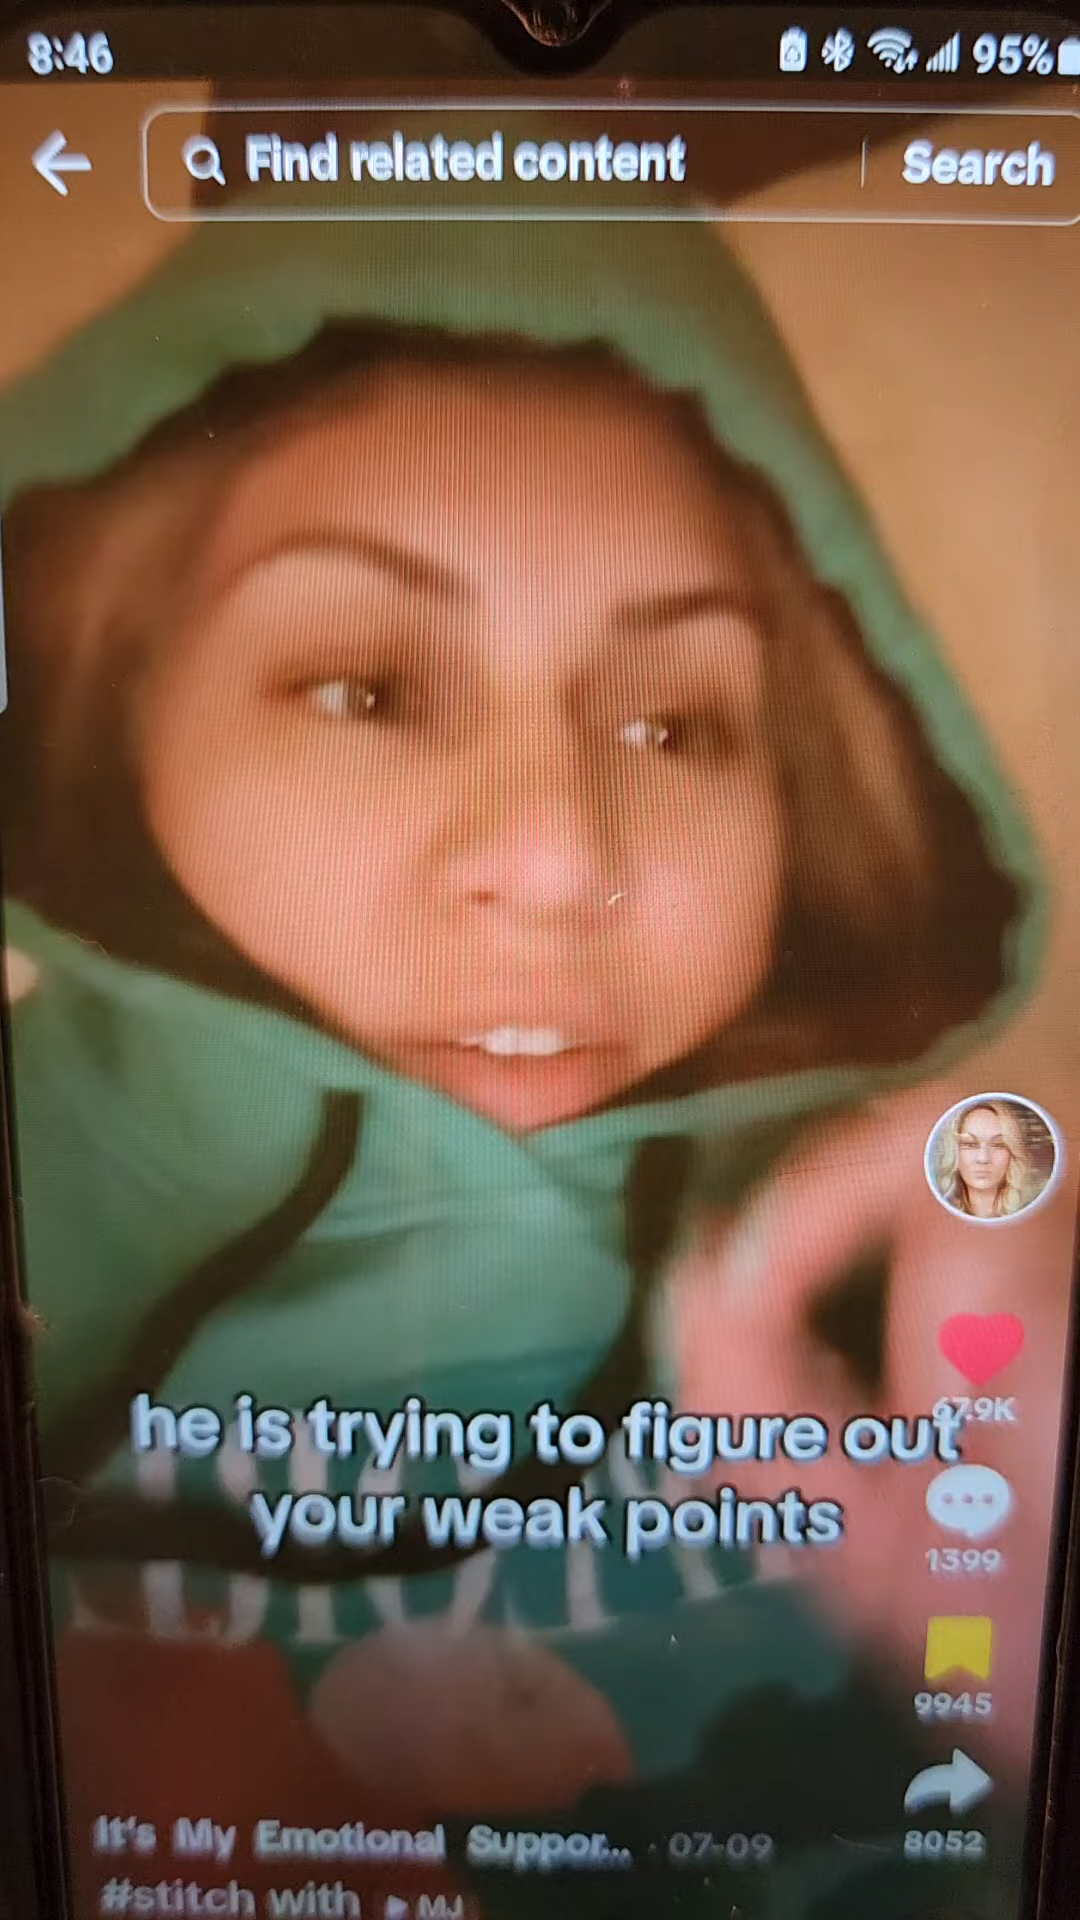 8:46
95%
Find related content
Search
67.9K
he is trying to figure out
your weak points
1399
9945
It's My Emotional Suppor... · 07-09
8052
#stitch with ▶ MJ